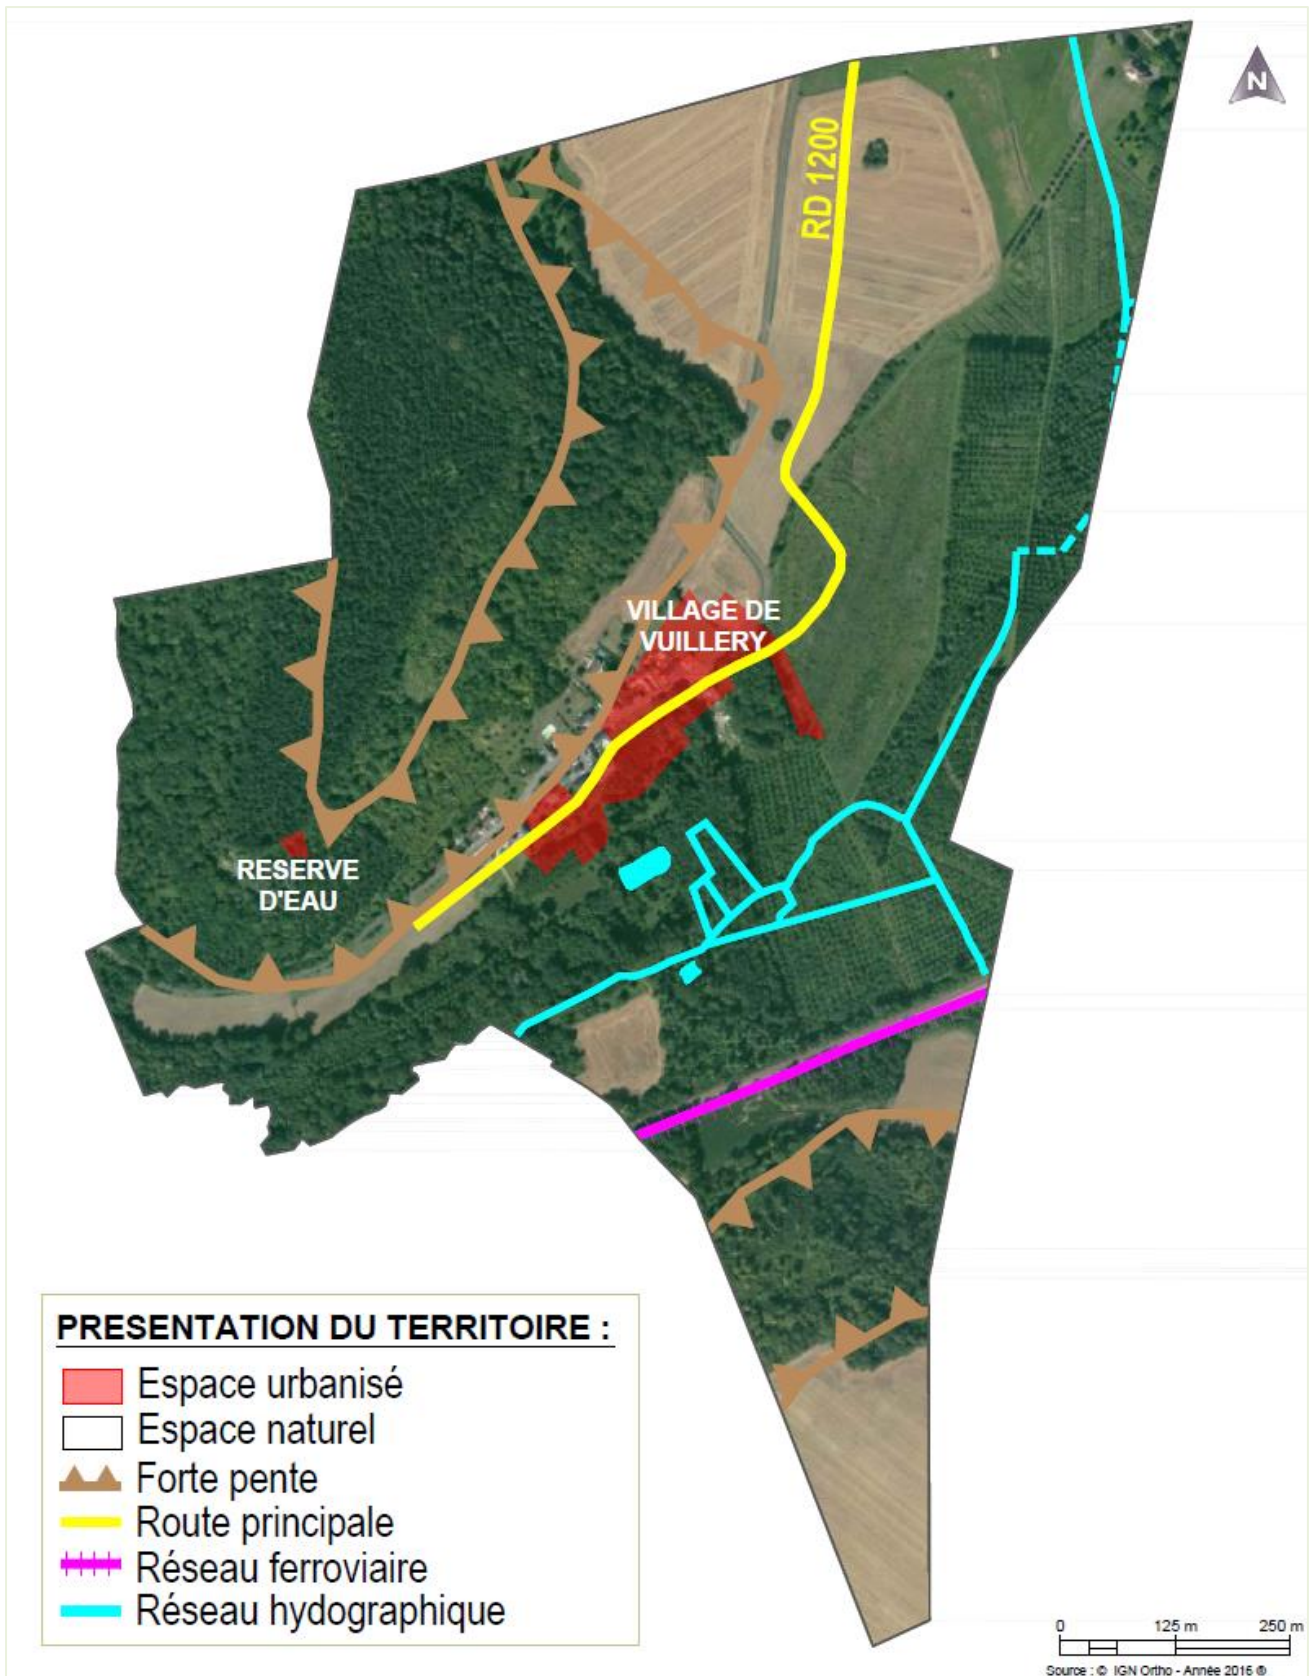 N
RD 1200
VILLAGE DE
VUILLERY
RESERVE
D'EAU
PRESENTATION DU TERRITOIRE :
Espace urbanisé
Espace naturel
Forte pente
Route principale
Réseau ferroviaire
Réseau hydographique
0 125 m 250 m
Source : © IGN Ortho - Année 2016 ®